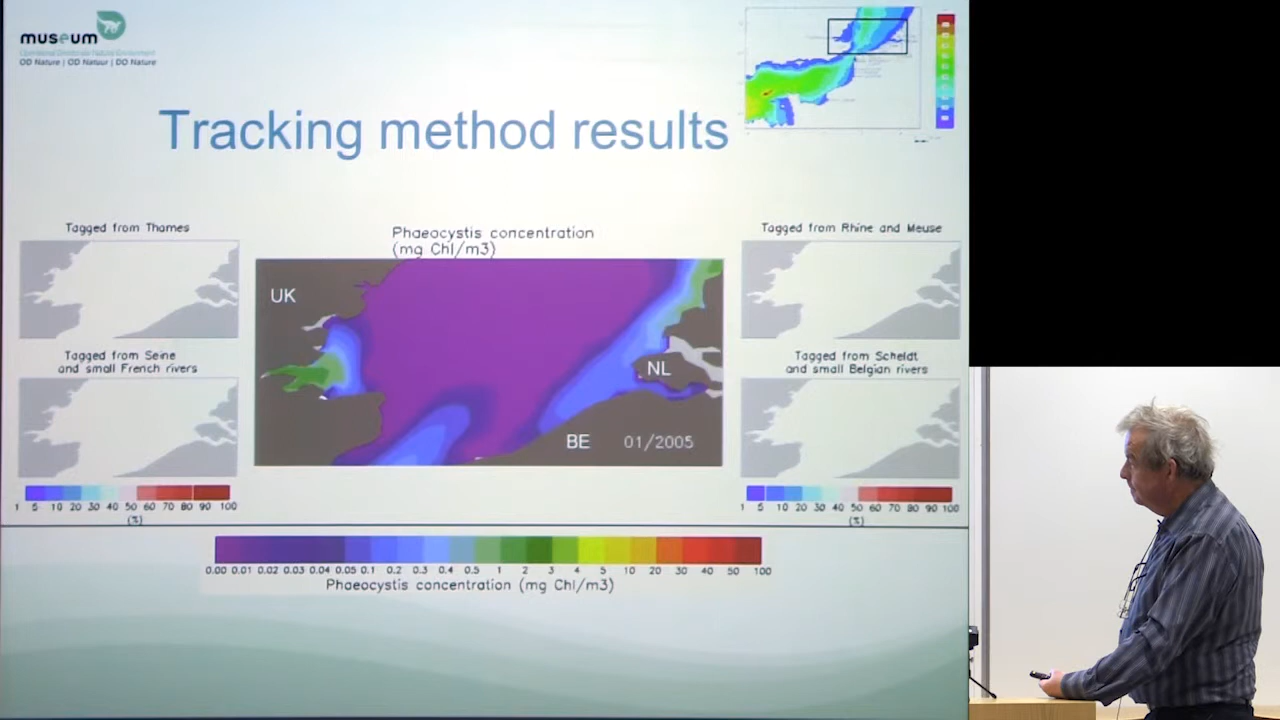 museum
OD Nature | OD Natuur | DO Nature
Tracking method results
Tagged from Thames
Phaeocystis concentration
(mg Chl/m3)
Tagged from Rhine and Meuse
UK
Tagged from Seine
and small French rivers
NL
Tagged from Scheldt
and small Belgian rivers
BE 01/2005
1 5 10 20 30 40 50 60 70 80 90 100
(%)
1 5 10 20 30 40 50 60 70 80 90 100
(%)
0.00 0.01 0.02 0.03 0.04 0.05 0.1 0.2 0.3 0.4 0.5 1 2 3 4 5 10 20 30 40 50 100
Phaeocystis concentration (mg Chl/m3)